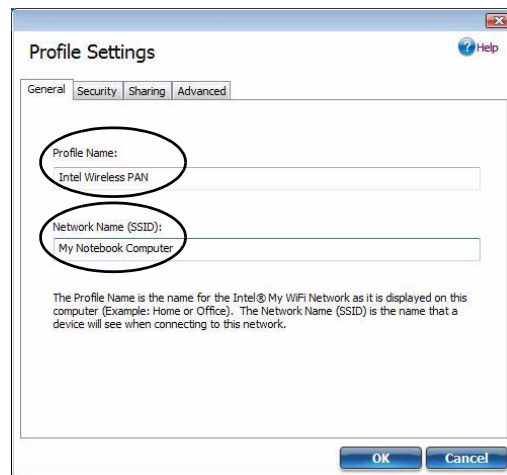 Profile Settings
Help
General Security Sharing Advanced
Profile Name:
Intel Wireless PAN
Network Name (SSID):
My Notebook Computer
The Profile Name is the name for the Intel® My WiFi Network as it is displayed on this
computer (Example: Home or Office). The Network Name (SSID) is the name that a
device will see when connecting to this network.
OK Cancel